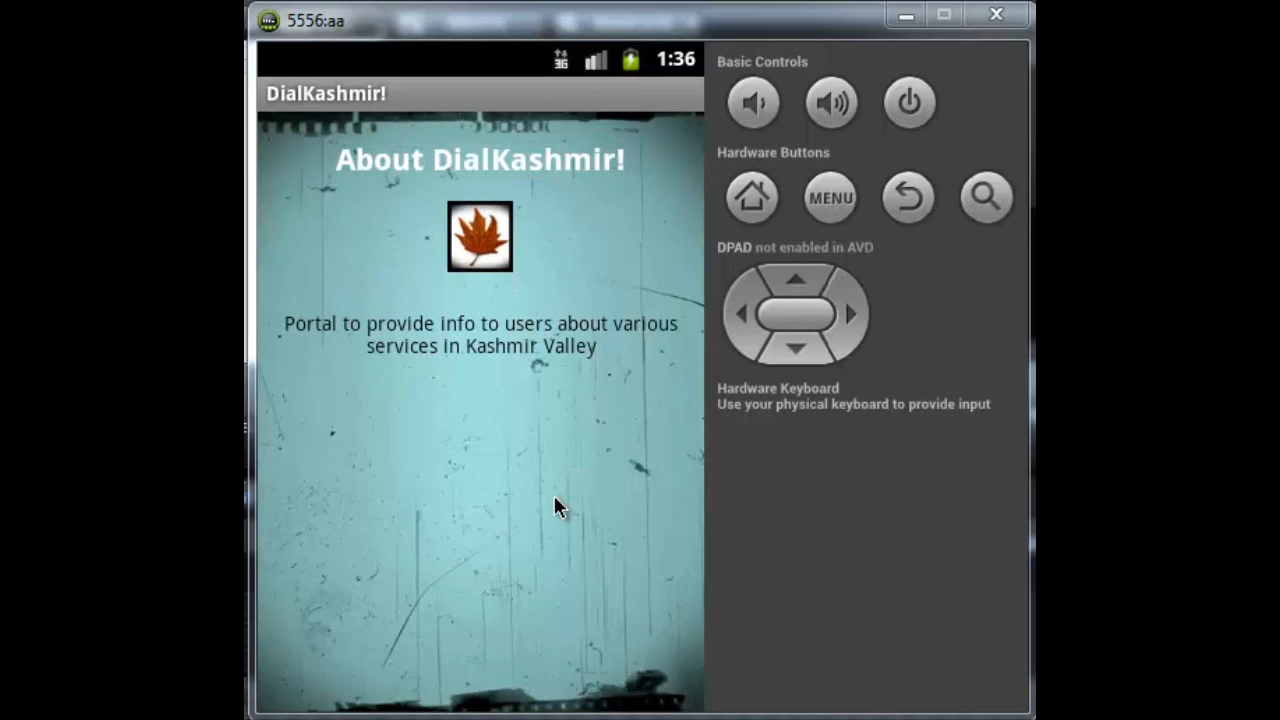 5556:aa
3G
1:36
DialKashmir!
About DialKashmir!
Portal to provide info to users about various
services in Kashmir Valley
Basic Controls
Hardware Buttons
MENU
DPAD not enabled in AVD
Hardware Keyboard
Use your physical keyboard to provide input